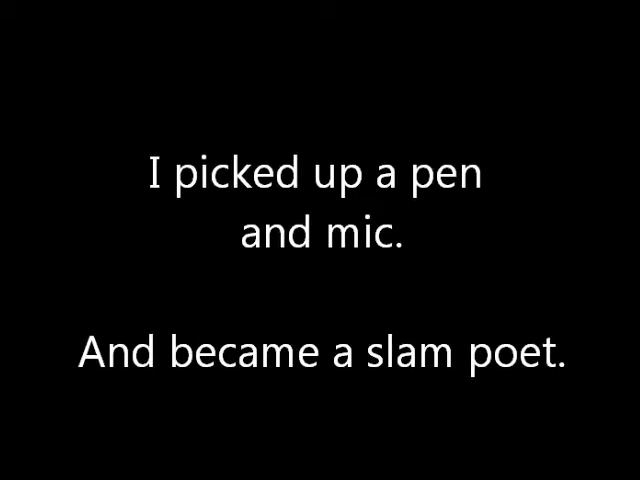 I picked up a pen
and mic.
And became a slam poet.